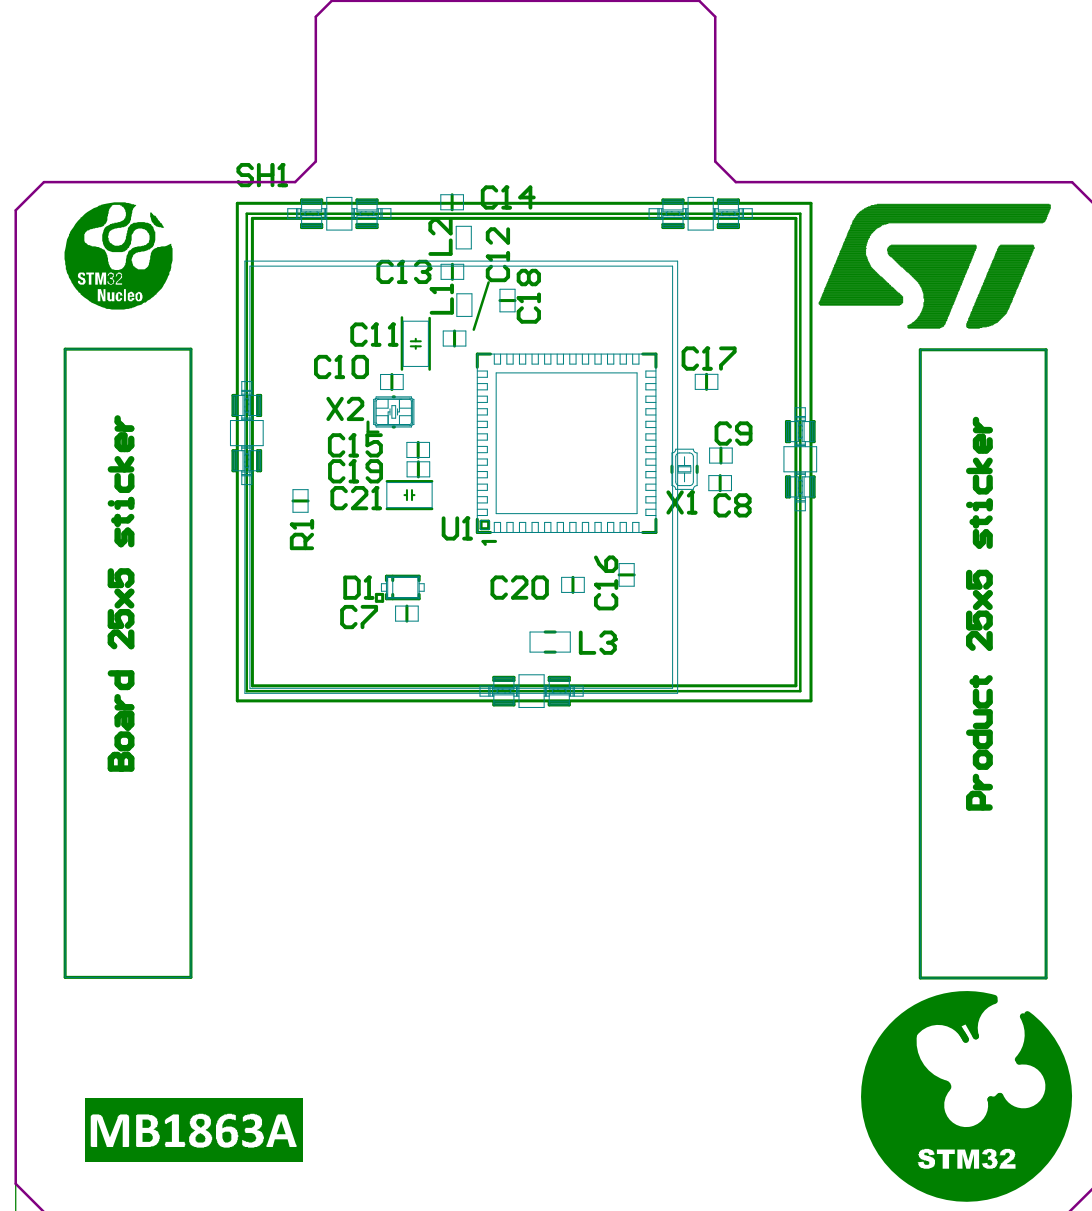 SH1
C14
L2
C12
C13
L1
C18
STM32
Nucleo
ST
C11
C10
C17
X2
C15
C9
C19
C21
X1
C8
R1
U1
1
D1
C20
C16
C7
L3
Board 25x5 sticker
Product 25x5 sticker
MB1863A
STM32